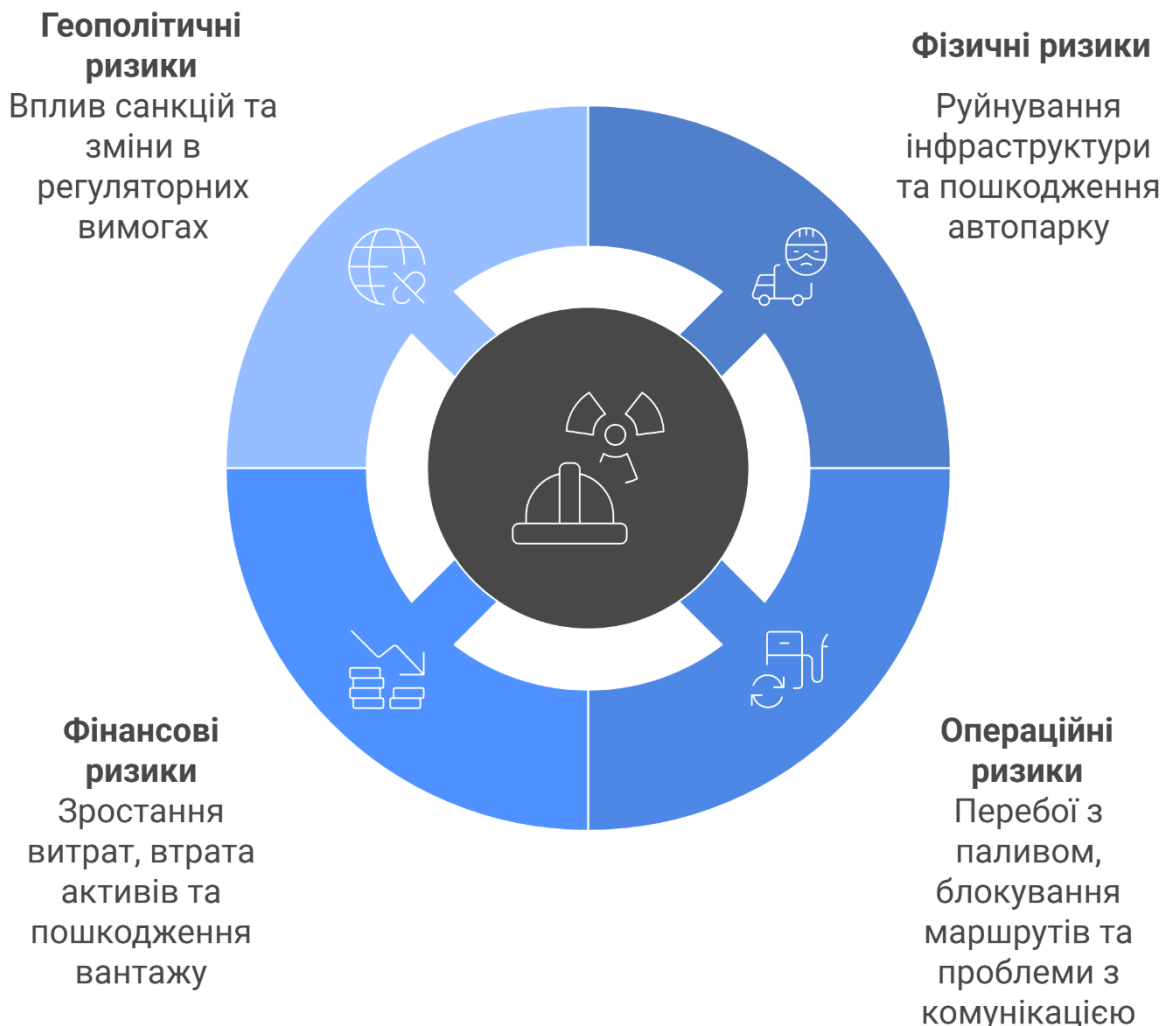 Геополітичні
ризики
Вплив санкцій та
зміни в
регуляторних
вимогах
Фізичні ризики
Руйнування
інфраструктури
та пошкодження
автопарку
Фінансові
ризики
Зростання
витрат, втрата
активів та
пошкодження
вантажу
Операційні
ризики
Перебої з
паливом,
блокування
маршрутів та
проблеми з
комунікацією